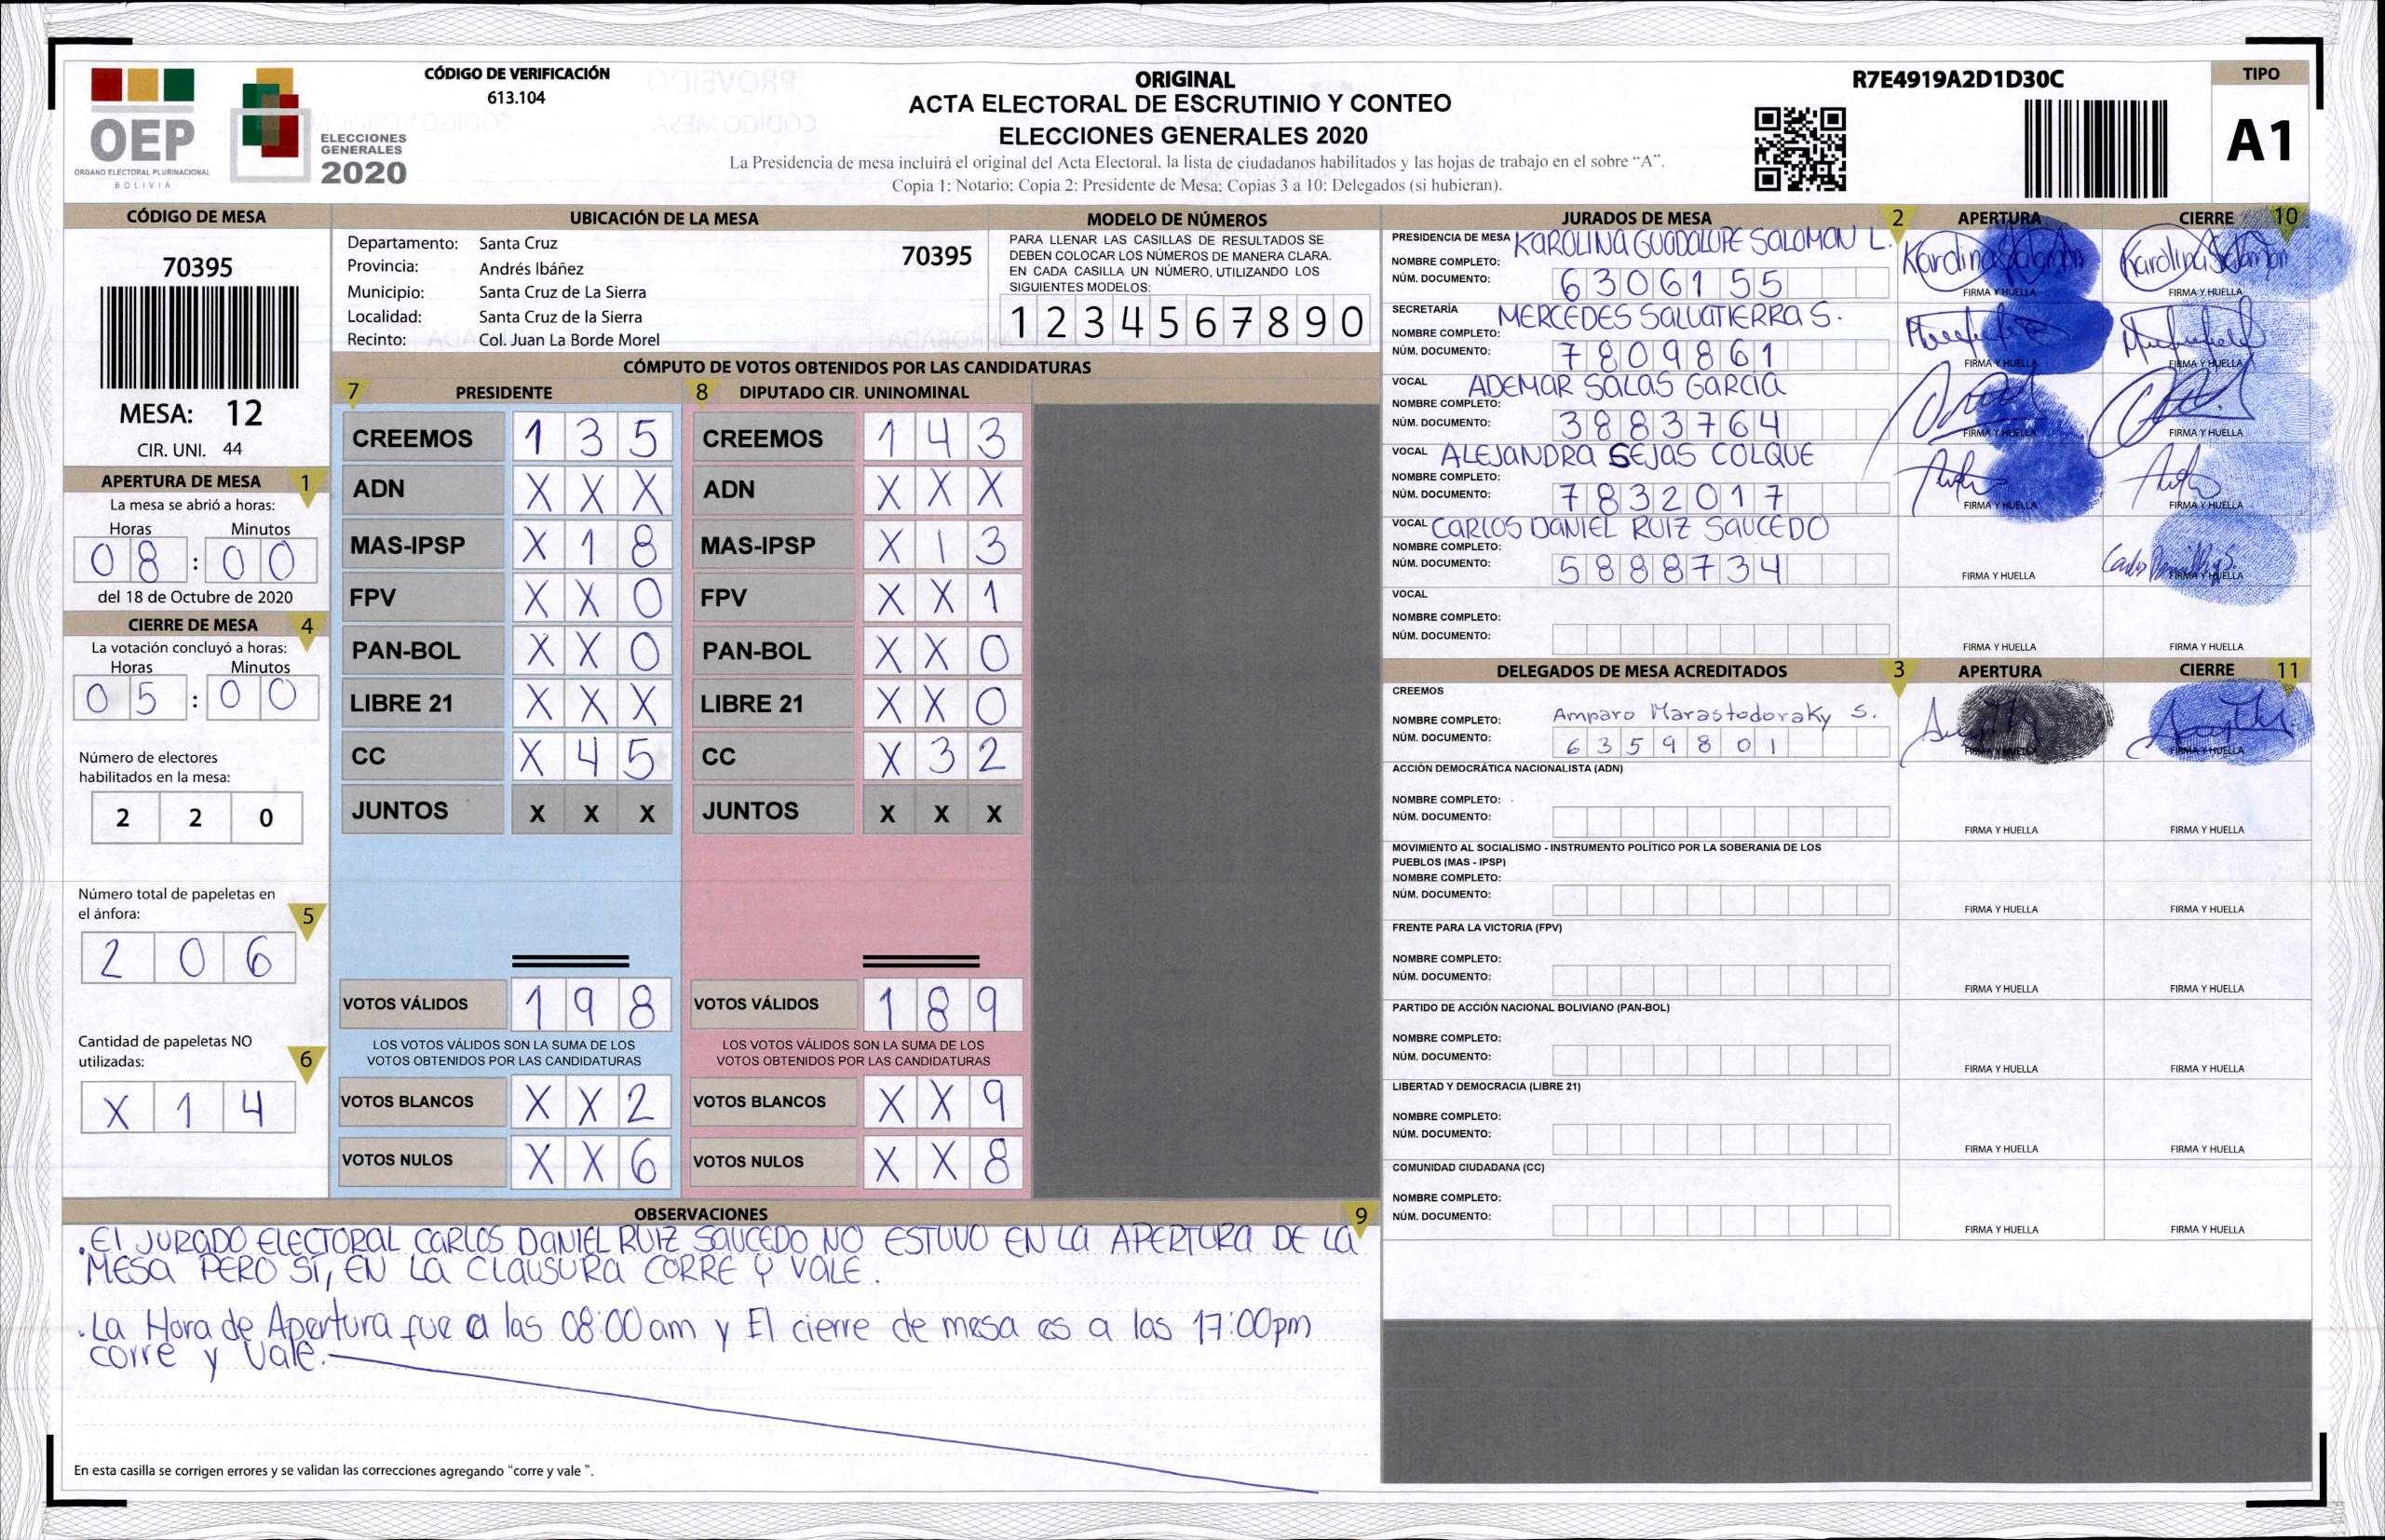 OEP
ÓRGANO ELECTORAL PLURINACIONAL
BOLIVIA
ELECCIONES
GENERALES
2020
CÓDIGO DE VERIFICACIÓN
613.104
ORIGINAL
ACTA ELECTORAL DE ESCRUTINIO Y CONTEO
ELECCIONES GENERALES 2020
La Presidencia de mesa incluirá el original del Acta Electoral, la lista de ciudadanos habilitados y las hojas de trabajo en el sobre "A".
Copia 1: Notario; Copia 2: Presidente de Mesa; Copias 3 a 10: Delegados (si hubieran).
R7E4919A2D1D30C
TIPO
A1
CÓDIGO DE MESA
70395
MESA: 12
CIR. UNI. 44
APERTURA DE MESA 1
La mesa se abrió a horas:
Horas Minutos
08 : 00
del 18 de Octubre de 2020
CIERRE DE MESA 4
La votación concluyó a horas:
Horas Minutos
05 : 00
Número de electores
habilitados en la mesa:
2 2 0
Número total de papeletas en
el ánfora: 5
2 0 6
Cantidad de papeletas NO
utilizadas: 6
X 1 4
UBICACIÓN DE LA MESA
Departamento: Santa Cruz 70395
Provincia: Andrés Ibáñez
Municipio: Santa Cruz de La Sierra
Localidad: Santa Cruz de la Sierra
Recinto: Col. Juan La Borde Morel
MODELO DE NÚMEROS
PARA LLENAR LAS CASILLAS DE RESULTADOS SE
DEBEN COLOCAR LOS NÚMEROS DE MANERA CLARA.
EN CADA CASILLA UN NÚMERO, UTILIZANDO LOS
SIGUIENTES MODELOS:
1 2 3 4 5 6 7 8 9 0
CÓMPUTO DE VOTOS OBTENIDOS POR LAS CANDIDATURAS
7 PRESIDENTE 8 DIPUTADO CIR. UNINOMINAL
CREEMOS 1 3 5 CREEMOS 1 4 3
ADN X X X ADN X X X
MAS-IPSP X 1 8 MAS-IPSP X 1 3
FPV X X 0 FPV X X 1
PAN-BOL X X 0 PAN-BOL X X 0
LIBRE 21 X X X LIBRE 21 X X 0
CC X 4 5 CC X 3 2
JUNTOS X X X JUNTOS X X X
VOTOS VÁLIDOS 1 9 8 VOTOS VÁLIDOS 1 8 9
LOS VOTOS VÁLIDOS SON LA SUMA DE LOS LOS VOTOS VÁLIDOS SON LA SUMA DE LOS
VOTOS OBTENIDOS POR LAS CANDIDATURAS VOTOS OBTENIDOS POR LAS CANDIDATURAS
VOTOS BLANCOS X X 2 VOTOS BLANCOS X X 9
VOTOS NULOS X X 6 VOTOS NULOS X X 8
OBSERVACIONES 9
. El JURADO ELECTORAL CARLOS DANIEL RUIZ SAUCEDO NO ESTUVO EN LA APERTURA DE LA
MESA PERO SI, EN LA CLAUSURA CORRE Y VALE.
. La Hora de Apertura fue a las 08:00am y El cierre de mesa es a las 17:00pm
corre y Vale.
En esta casilla se corrigen errores y se validan las correcciones agregando "corre y vale ".
JURADOS DE MESA 2 APERTURA CIERRE 10
PRESIDENCIA DE MESA KAROLINA GUADALUPE SOLOMON L.
NOMBRE COMPLETO: Karolina Salomon Karolina Salomon
NÚM. DOCUMENTO: 6306155 FIRMA Y HUELLA FIRMA Y HUELLA
SECRETARÍA MERCEDES SALVATIERRA S.
NOMBRE COMPLETO:
NÚM. DOCUMENTO: 7809861 FIRMA Y HUELLA FIRMA Y HUELLA
VOCAL ADEMAR SALAS GARCIA
NOMBRE COMPLETO:
NÚM. DOCUMENTO: 3883764 FIRMA Y HUELLA FIRMA Y HUELLA
VOCAL ALEJANDRA SEJAS COLQUE
NOMBRE COMPLETO:
NÚM. DOCUMENTO: 7832017 FIRMA Y HUELLA FIRMA Y HUELLA
VOCAL CARLOS DANIEL RUIZ SAUCEDO
NOMBRE COMPLETO:
NÚM. DOCUMENTO: 5888734 FIRMA Y HUELLA FIRMA Y HUELLA
VOCAL
NOMBRE COMPLETO:
NÚM. DOCUMENTO: FIRMA Y HUELLA FIRMA Y HUELLA
DELEGADOS DE MESA ACREDITADOS 3 APERTURA CIERRE 11
CREEMOS
NOMBRE COMPLETO: Amparo Marastodoraky S.
NÚM. DOCUMENTO: 6359801 FIRMA Y HUELLA FIRMA Y HUELLA
ACCIÓN DEMOCRÁTICA NACIONALISTA (ADN)
NOMBRE COMPLETO:
NÚM. DOCUMENTO: FIRMA Y HUELLA FIRMA Y HUELLA
MOVIMIENTO AL SOCIALISMO - INSTRUMENTO POLÍTICO POR LA SOBERANIA DE LOS
PUEBLOS (MAS - IPSP)
NOMBRE COMPLETO:
NÚM. DOCUMENTO: FIRMA Y HUELLA FIRMA Y HUELLA
FRENTE PARA LA VICTORIA (FPV)
NOMBRE COMPLETO:
NÚM. DOCUMENTO: FIRMA Y HUELLA FIRMA Y HUELLA
PARTIDO DE ACCIÓN NACIONAL BOLIVIANO (PAN-BOL)
NOMBRE COMPLETO:
NÚM. DOCUMENTO: FIRMA Y HUELLA FIRMA Y HUELLA
LIBERTAD Y DEMOCRACIA (LIBRE 21)
NOMBRE COMPLETO:
NÚM. DOCUMENTO: FIRMA Y HUELLA FIRMA Y HUELLA
COMUNIDAD CIUDADANA (CC)
NOMBRE COMPLETO:
NÚM. DOCUMENTO: FIRMA Y HUELLA FIRMA Y HUELLA